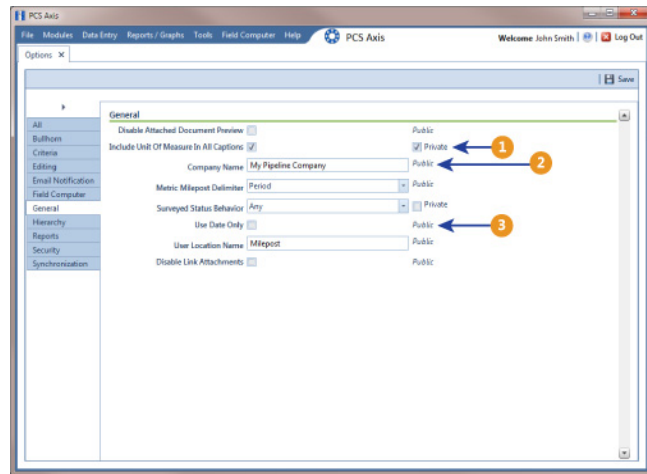 PCS Axis
File Modules Data Entry Reports / Graphs Tools Field Computer Help PCS Axis Welcome John Smith | | Log Out
Options X
Save
All
Bullhorn
Criteria
Editing
Email Notification
Field Computer
General
Hierarchy
Reports
Security
Synchronization
General
Disable Attached Document Preview Public
Include Unit Of Measure In All Captions Private 1
Company Name My Pipeline Company Public 2
Metric Milepost Delimiter Period Public
Surveyed Status Behavior Any Private
Use Date Only Public 3
User Location Name Milepost Public
Disable Link Attachments Public